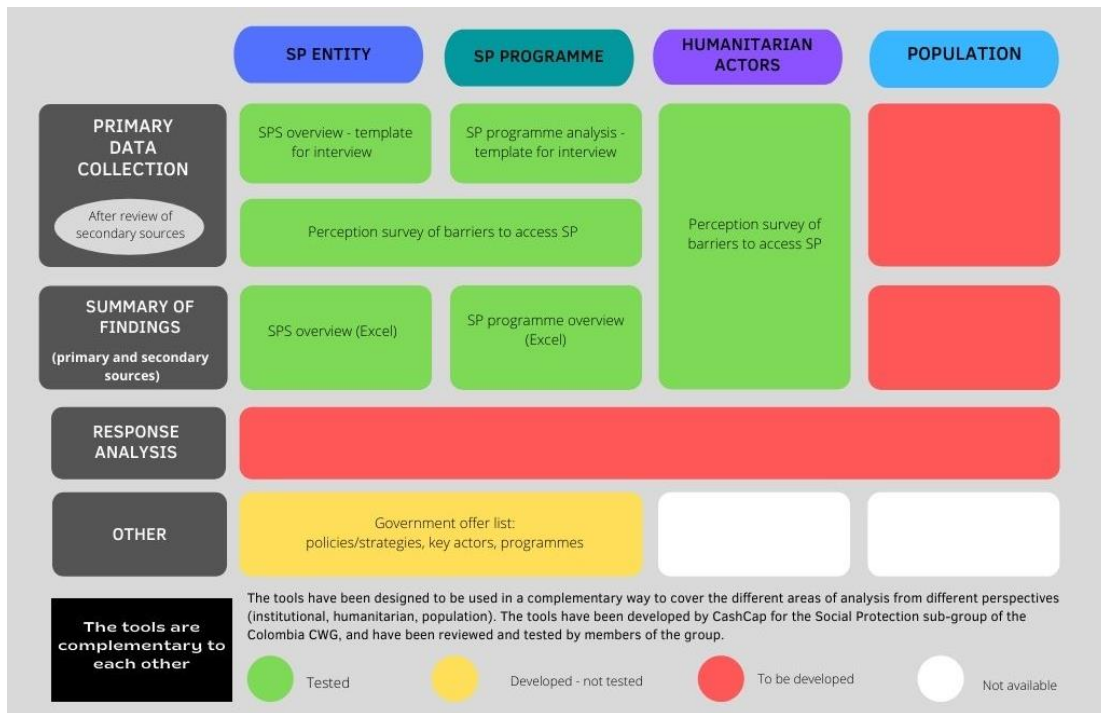 SP ENTITY
SP PROGRAMME
HUMANITARIAN
ACTORS
POPULATION
PRIMARY
DATA
COLLECTION
After review of
secondary sources
SPS overview - template
for interview
SP programme analysis -
template for interview
Perception survey of barriers to access SP
Perception survey of
barriers to access SP
SUMMARY OF
FINDINGS
(primary and secondary
sources)
SPS overview (Excel)
SP programme overview
(Excel)
RESPONSE
ANALYSIS
OTHER
Government offer list:
policies/strategies, key actors, programmes
The tools are
complementary to
each other
The tools have been designed to be used in a complementary way to cover the different areas of analysis from different perspectives
(institutional, humanitarian, population). The tools have been developed by CashCap for the Social Protection sub-group of the
Colombia CWG, and have been reviewed and tested by members of the group.
Tested
Developed - not tested
To be developed
Not available